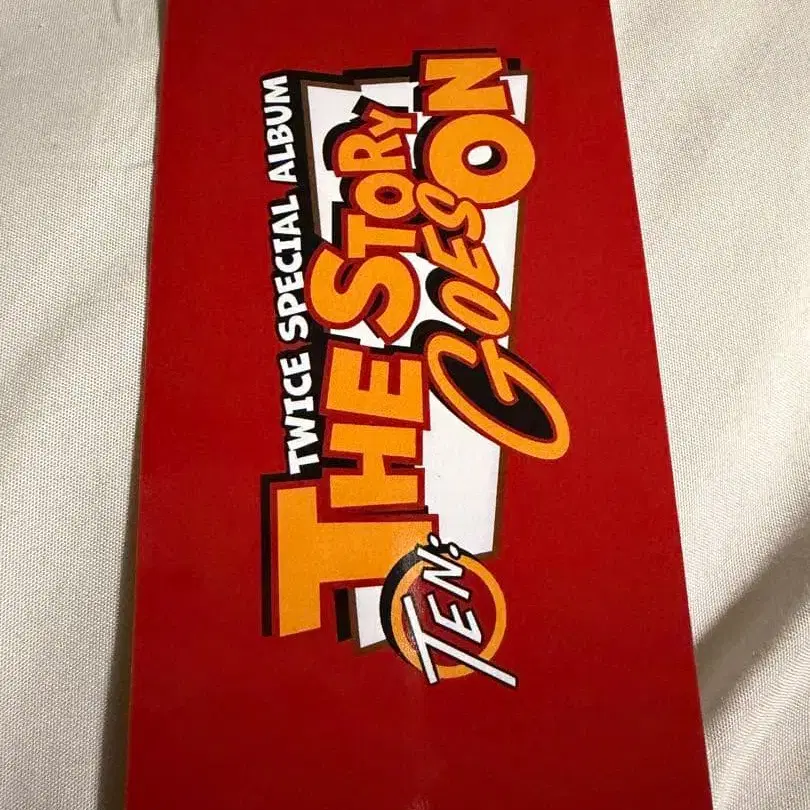 TWICE SPECIAL ALBUM
TEN:
THE STORY
GOES ON